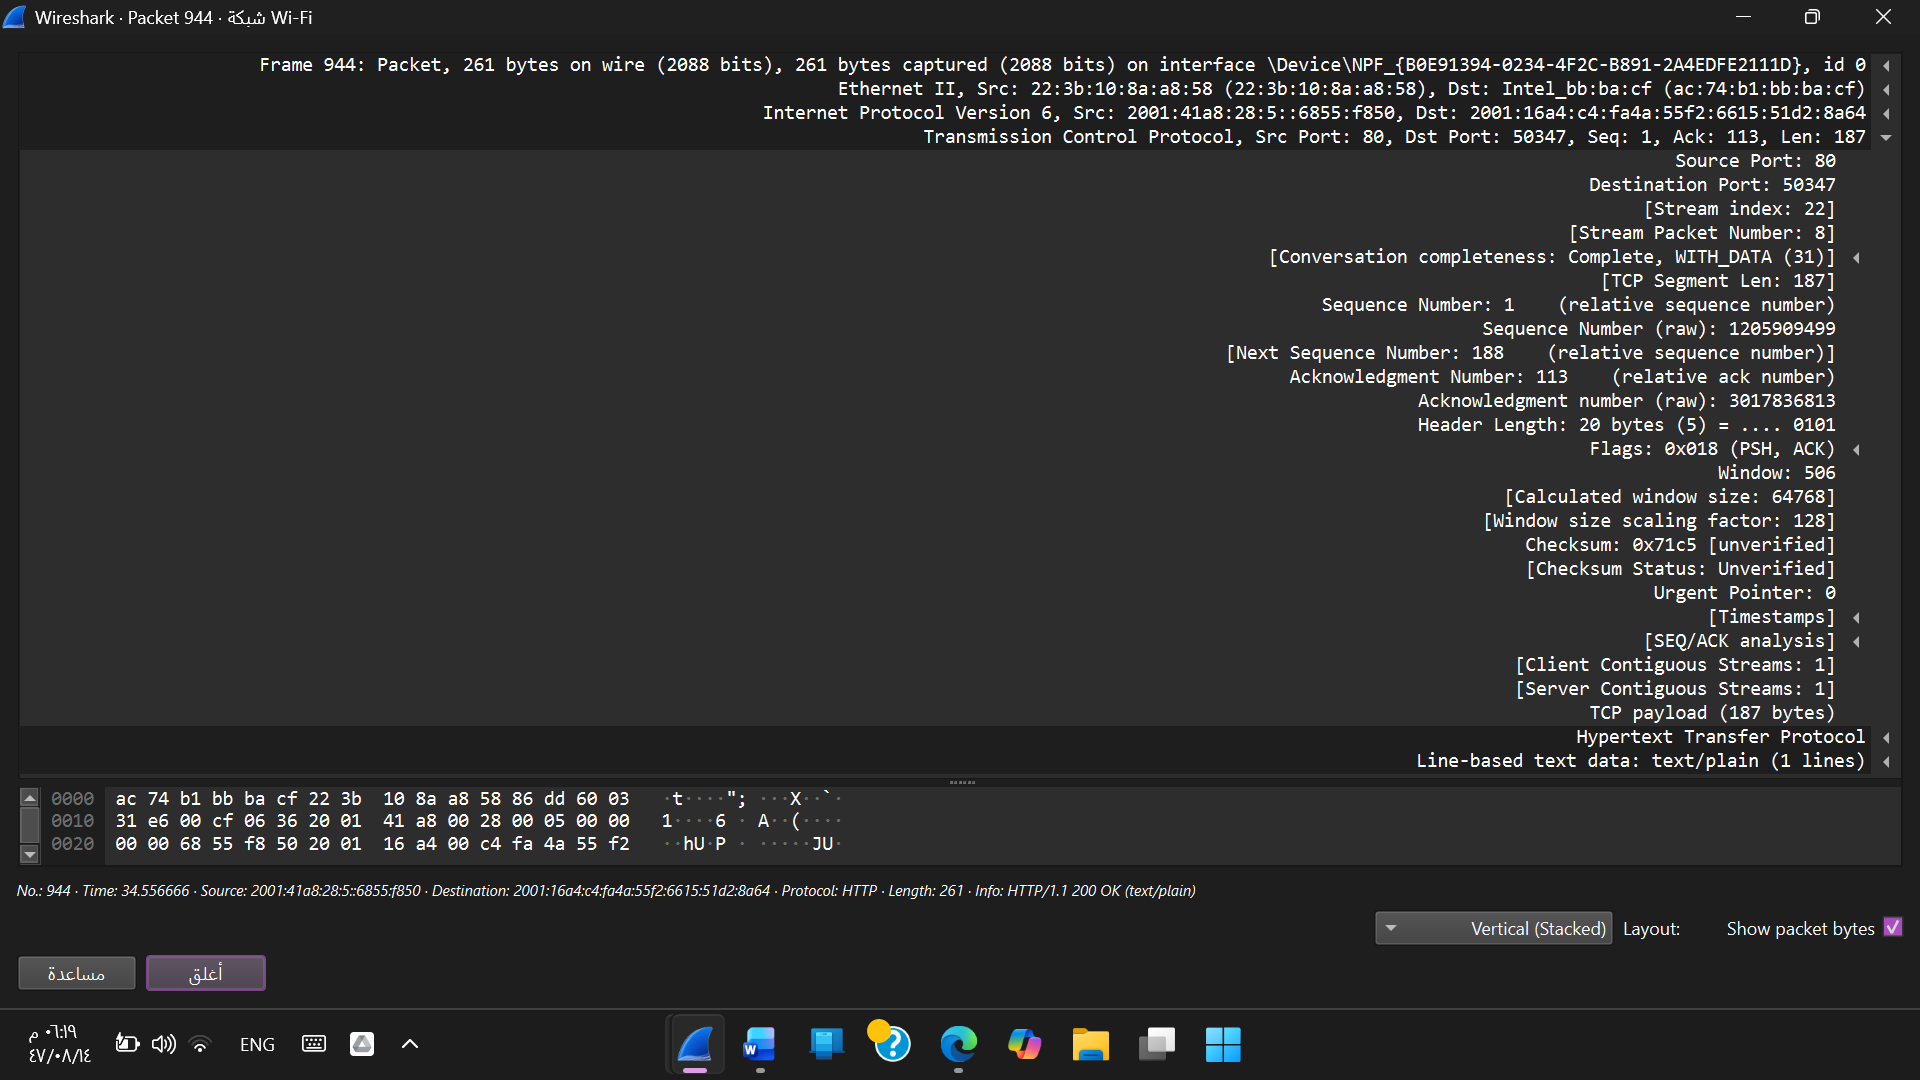 Wireshark · Packet 944 · شبكة Wi-Fi
Frame 944: Packet, 261 bytes on wire (2088 bits), 261 bytes captured (2088 bits) on interface \Device\NPF_{B0E91394-0234-4F2C-B891-2A4EDFE2111D}, id 0
Ethernet II, Src: 22:3b:10:8a:a8:58 (22:3b:10:8a:a8:58), Dst: Intel_bb:ba:cf (ac:74:b1:bb:ba:cf)
Internet Protocol Version 6, Src: 2001:41a8:28:5::6855:f850, Dst: 2001:16a4:c4:fa4a:55f2:6615:51d2:8a64
Transmission Control Protocol, Src Port: 80, Dst Port: 50347, Seq: 1, Ack: 113, Len: 187
Source Port: 80
Destination Port: 50347
[Stream index: 22]
[Stream Packet Number: 8]
[Conversation completeness: Complete, WITH_DATA (31)]
[TCP Segment Len: 187]
Sequence Number: 1    (relative sequence number)
Sequence Number (raw): 1205909499
[Next Sequence Number: 188    (relative sequence number)]
Acknowledgment Number: 113    (relative ack number)
Acknowledgment number (raw): 3017836813
Header Length: 20 bytes (5) = .... 0101
Flags: 0x018 (PSH, ACK)
Window: 506
[Calculated window size: 64768]
[Window size scaling factor: 128]
Checksum: 0x71c5 [unverified]
[Checksum Status: Unverified]
Urgent Pointer: 0
[Timestamps]
[SEQ/ACK analysis]
[Client Contiguous Streams: 1]
[Server Contiguous Streams: 1]
TCP payload (187 bytes)
Hypertext Transfer Protocol
Line-based text data: text/plain (1 lines)
0000 ac 74 b1 bb ba cf 22 3b 10 8a a8 58 86 dd 60 03 ·t····"; ···X··`·
0010 31 e6 00 cf 06 36 20 01 41 a8 00 28 00 05 00 00 1····6 · A··(····
0020 00 00 68 55 f8 50 20 01 16 a4 00 c4 fa 4a 55 f2 ··hU·P · ·····JU·
No.: 944 · Time: 34.556666 · Source: 2001:41a8:28:5::6855:f850 · Destination: 2001:16a4:c4:fa4a:55f2:6615:51d2:8a64 · Protocol: HTTP · Length: 261 · Info: HTTP/1.1 200 OK (text/plain)
Vertical (Stacked) Layout: Show packet bytes
مساعدة أغلق
٠٦:١٩ م
ENG
٤٧/٠٨/١٤